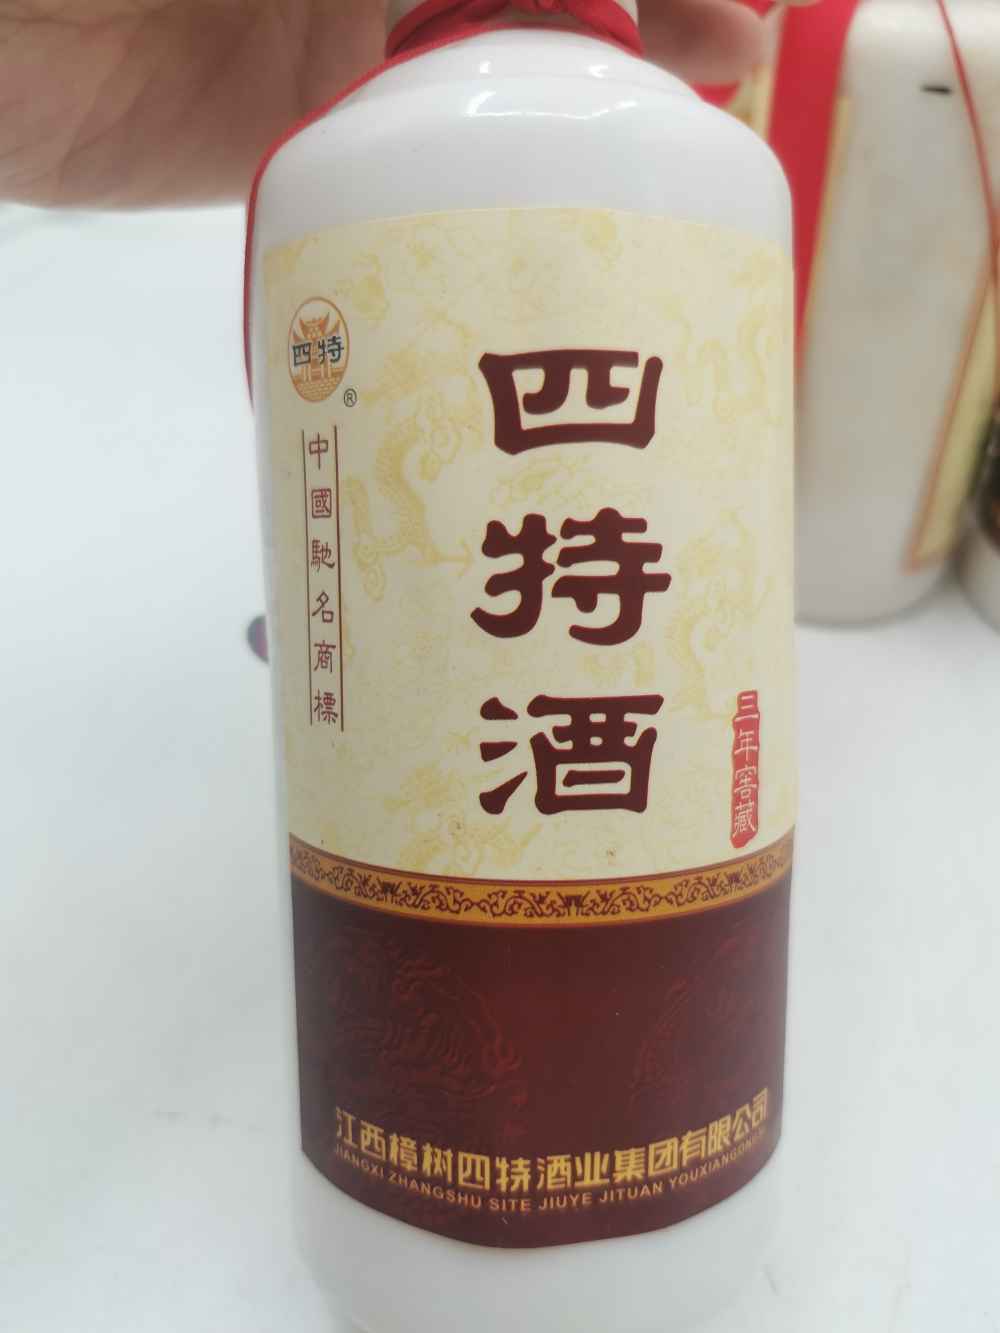 四特
®
中國馳名商標
四特酒
三年窖藏
江西樟树四特酒业集团有限公司
JIANGXI ZHANGSHU SITE JIUYE JITUAN YOUXIANGONGSI